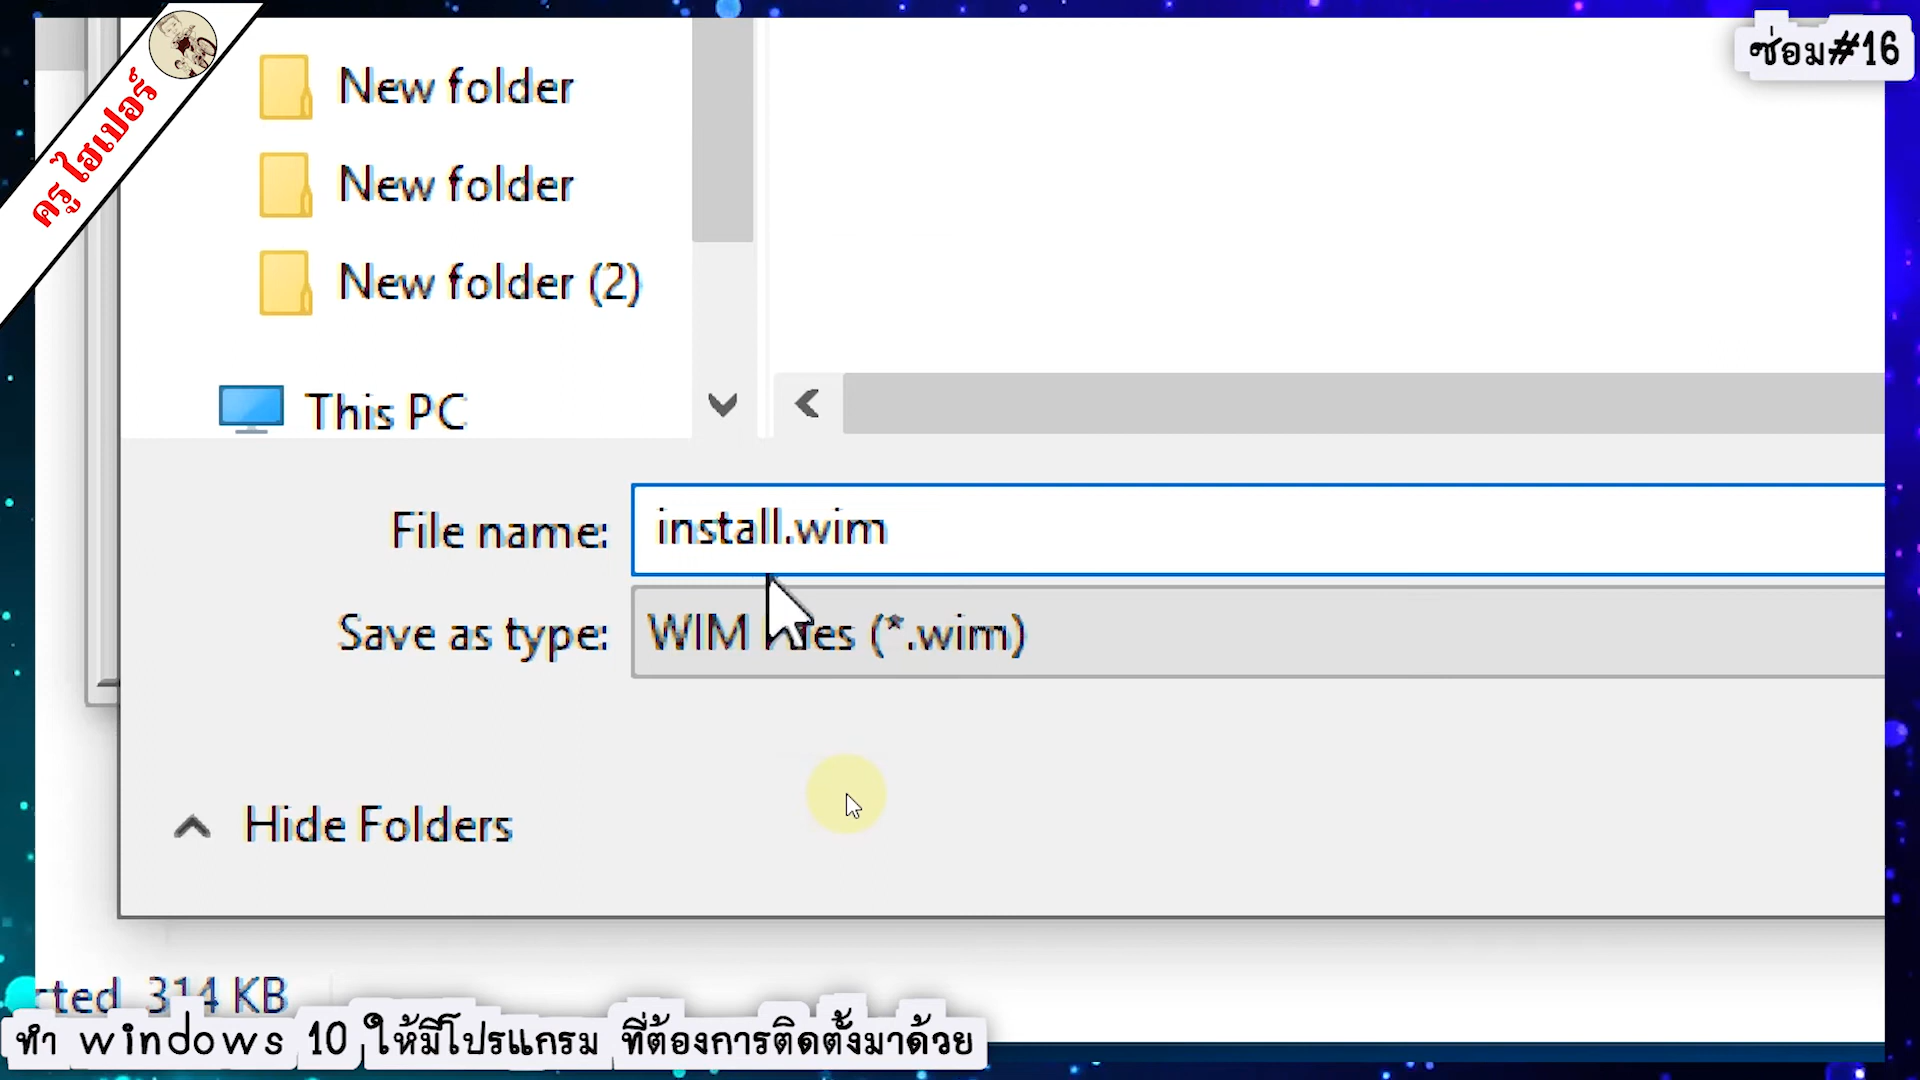 ครู ไฮเปอร์
ซ่อม#16
New folder
New folder
New folder (2)
This PC
File name: install.wim
Save as type: WIM Files (*.wim)
Hide Folders
314 KB
ทำ windows 10 ให้มีโปรแกรม ที่ต้องการติดตั้งมาด้วย